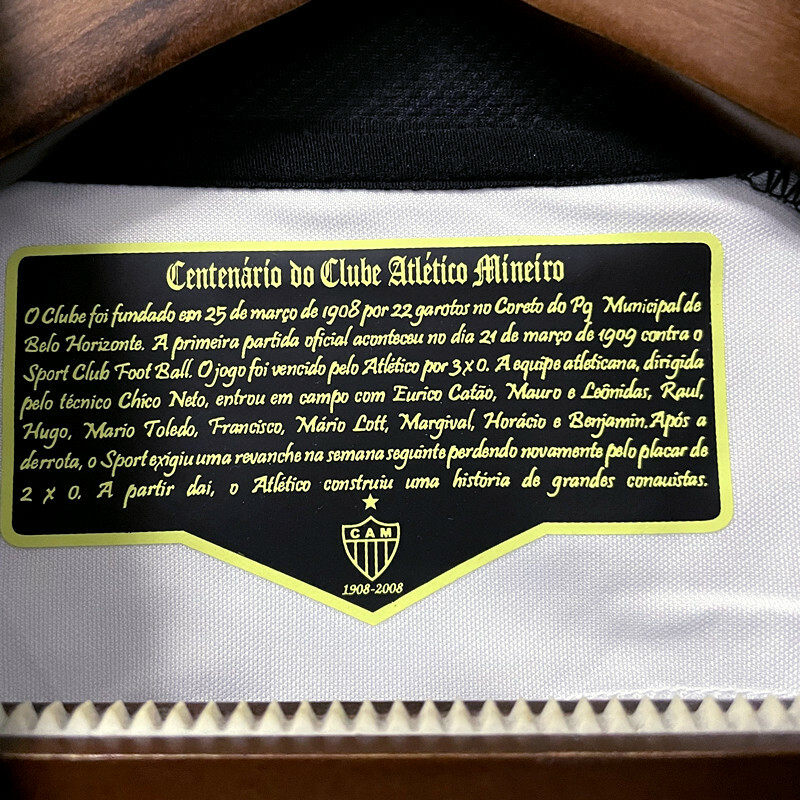 Centenário do Clube Atlético Mineiro
O Clube foi fundado em 25 de março de 1908 por 22 garotos no Coreto do Pq Municipal de
Belo Horizonte. A primeira partida oficial aconteceu no dia 21 de março de 1909 contra o
Sport Club Foot Ball. O jogo foi vencido pelo Atlético por 3 x 0. A equipe atleticana, dirigida
pelo técnico Chico Neto, entrou em campo com Eurico Catão, Mauro e Leônidas, Raul,
Hugo, Mario Toledo, Francisco, Mário Lott, Margival, Horácio e Benjamin. Após a
derrota, o Sport exigiu uma revanche na semana seguinte perdendo novamente pelo placar de
2 x 0. A partir dai, o Atlético construiu uma história de grandes conauistas.
CAM
1908-2008